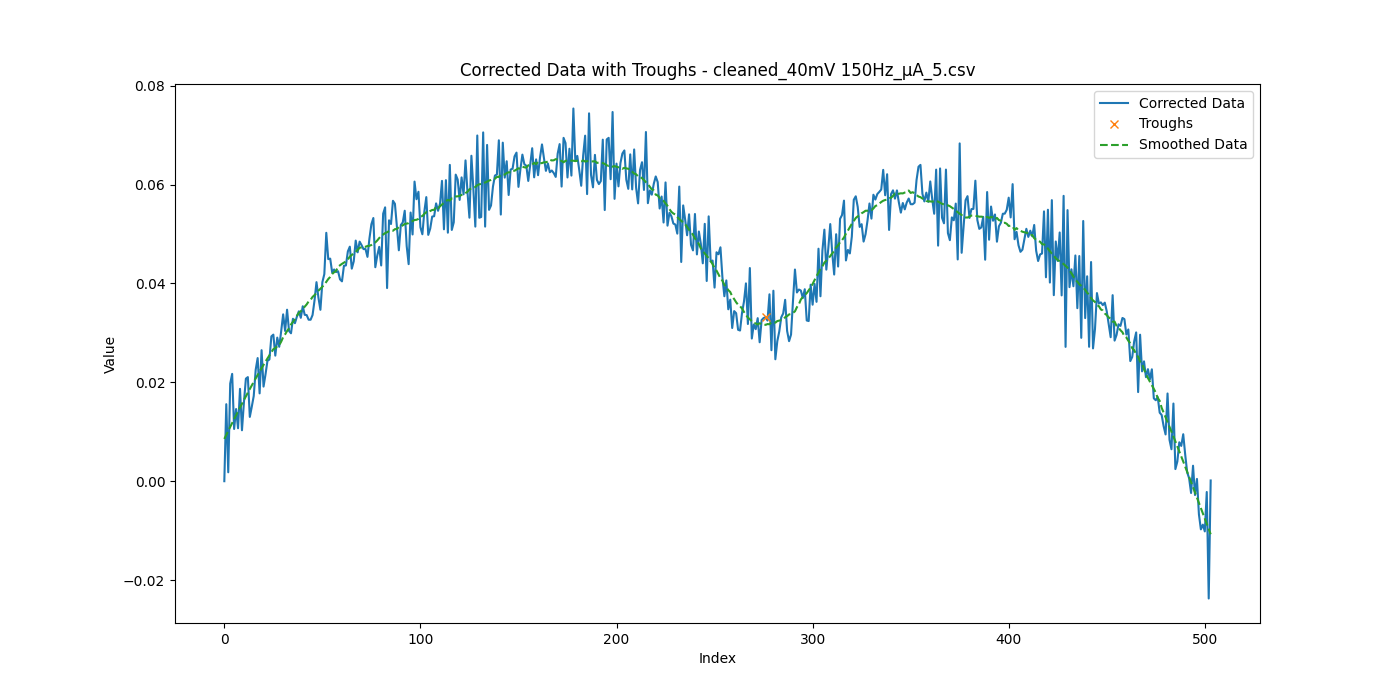 Corrected Data with Troughs - cleaned_40mV 150Hz_μA_5.csv
Corrected Data
Troughs
Smoothed Data
Value
0.08
0.06
0.04
0.02
0.00
−0.02
0
100
200
300
400
500
Index